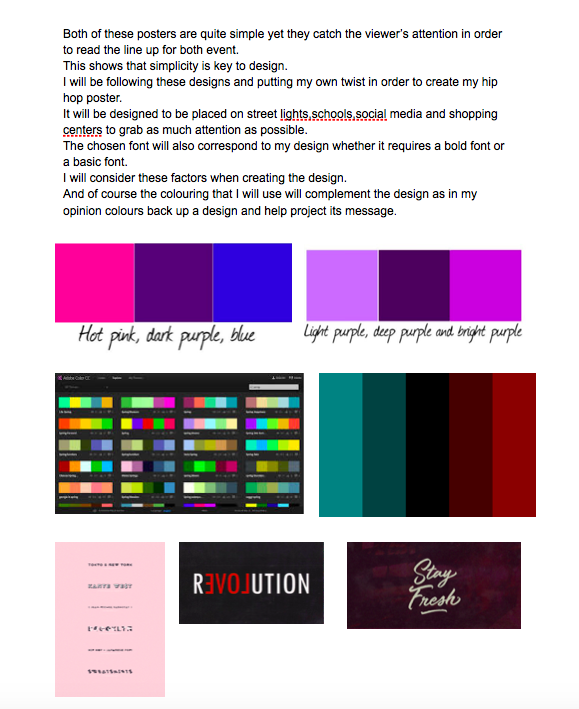 Both of these posters are quite simple yet they catch the viewer's attention in order
to read the line up for both event.
This shows that simplicity is key to design.
I will be following these designs and putting my own twist in order to create my hip
hop poster.
It will be designed to be placed on street lights,schools,social media and shopping
centers to grab as much attention as possible.
The chosen font will also correspond to my design whether it requires a bold font or
a basic font.
I will consider these factors when creating the design.
And of course the colouring that I will use will complement the design as in my
opinion colours back up a design and help project its message.
Hot pink, dark purple, blue
Light purple, deep purple and bright purple
Adobe Color CC
TOKYO & NEW YORK
KANYE WEST
REVOLUTION
Stay
Fresh
SWEATSHIRTS